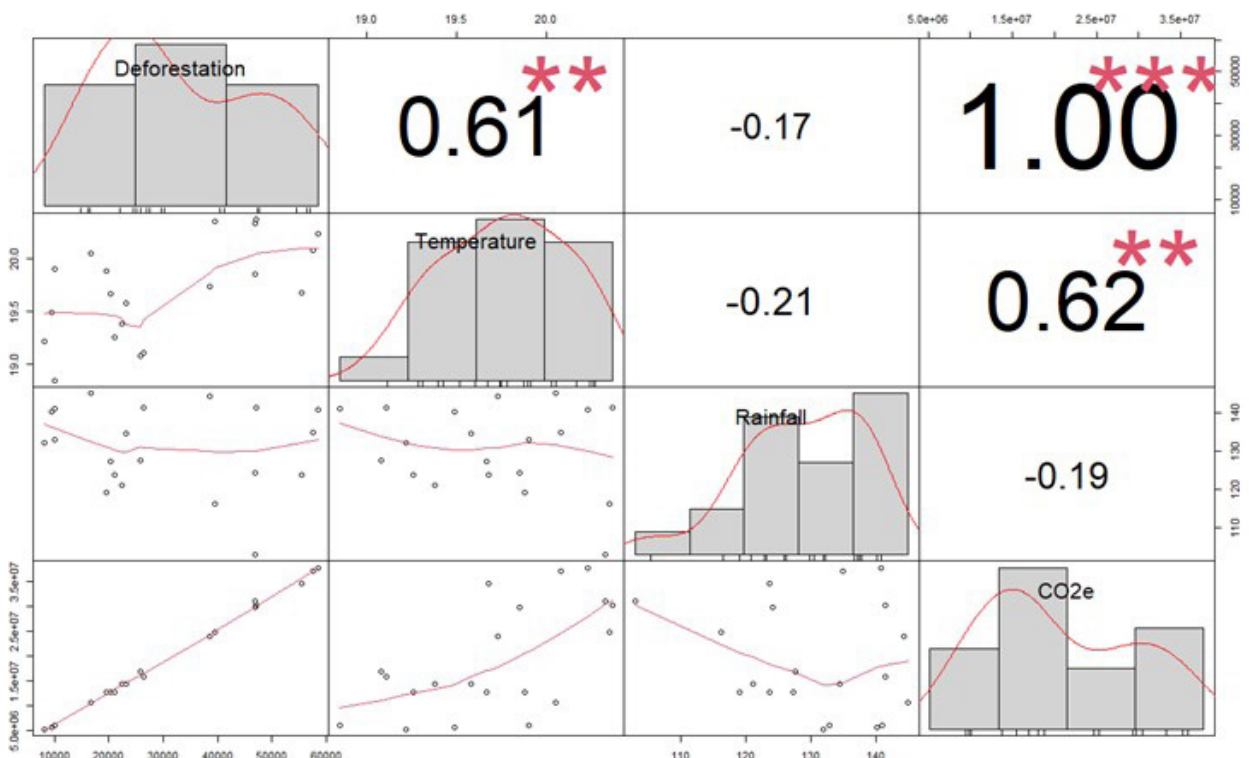 19.0 19.5 20.0 5.0e+06 1.5e+07 2.5e+07 3.5e+07
Deforestation
0.61 **
-0.17
1.00 ***
10000 30000 50000
19.0 19.5 20.0
Temperature
-0.21
0.62 **
Rainfall
-0.19
110 120 130 140
5.0e+06 1.5e+07 2.5e+07 3.5e+07
CO2e
10000 20000 30000 40000 50000 60000 110 120 130 140